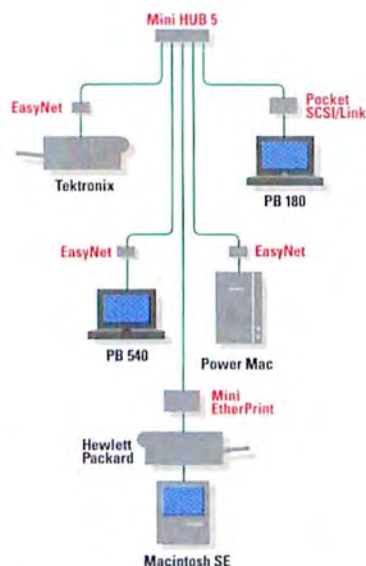 Mini HUB 5
EasyNet
Pocket
SCSI/Link
Tektronix
PB 180
EasyNet
EasyNet
PB 540
Power Mac
Mini
EtherPrint
Hewlett
Packard
Macintosh SE